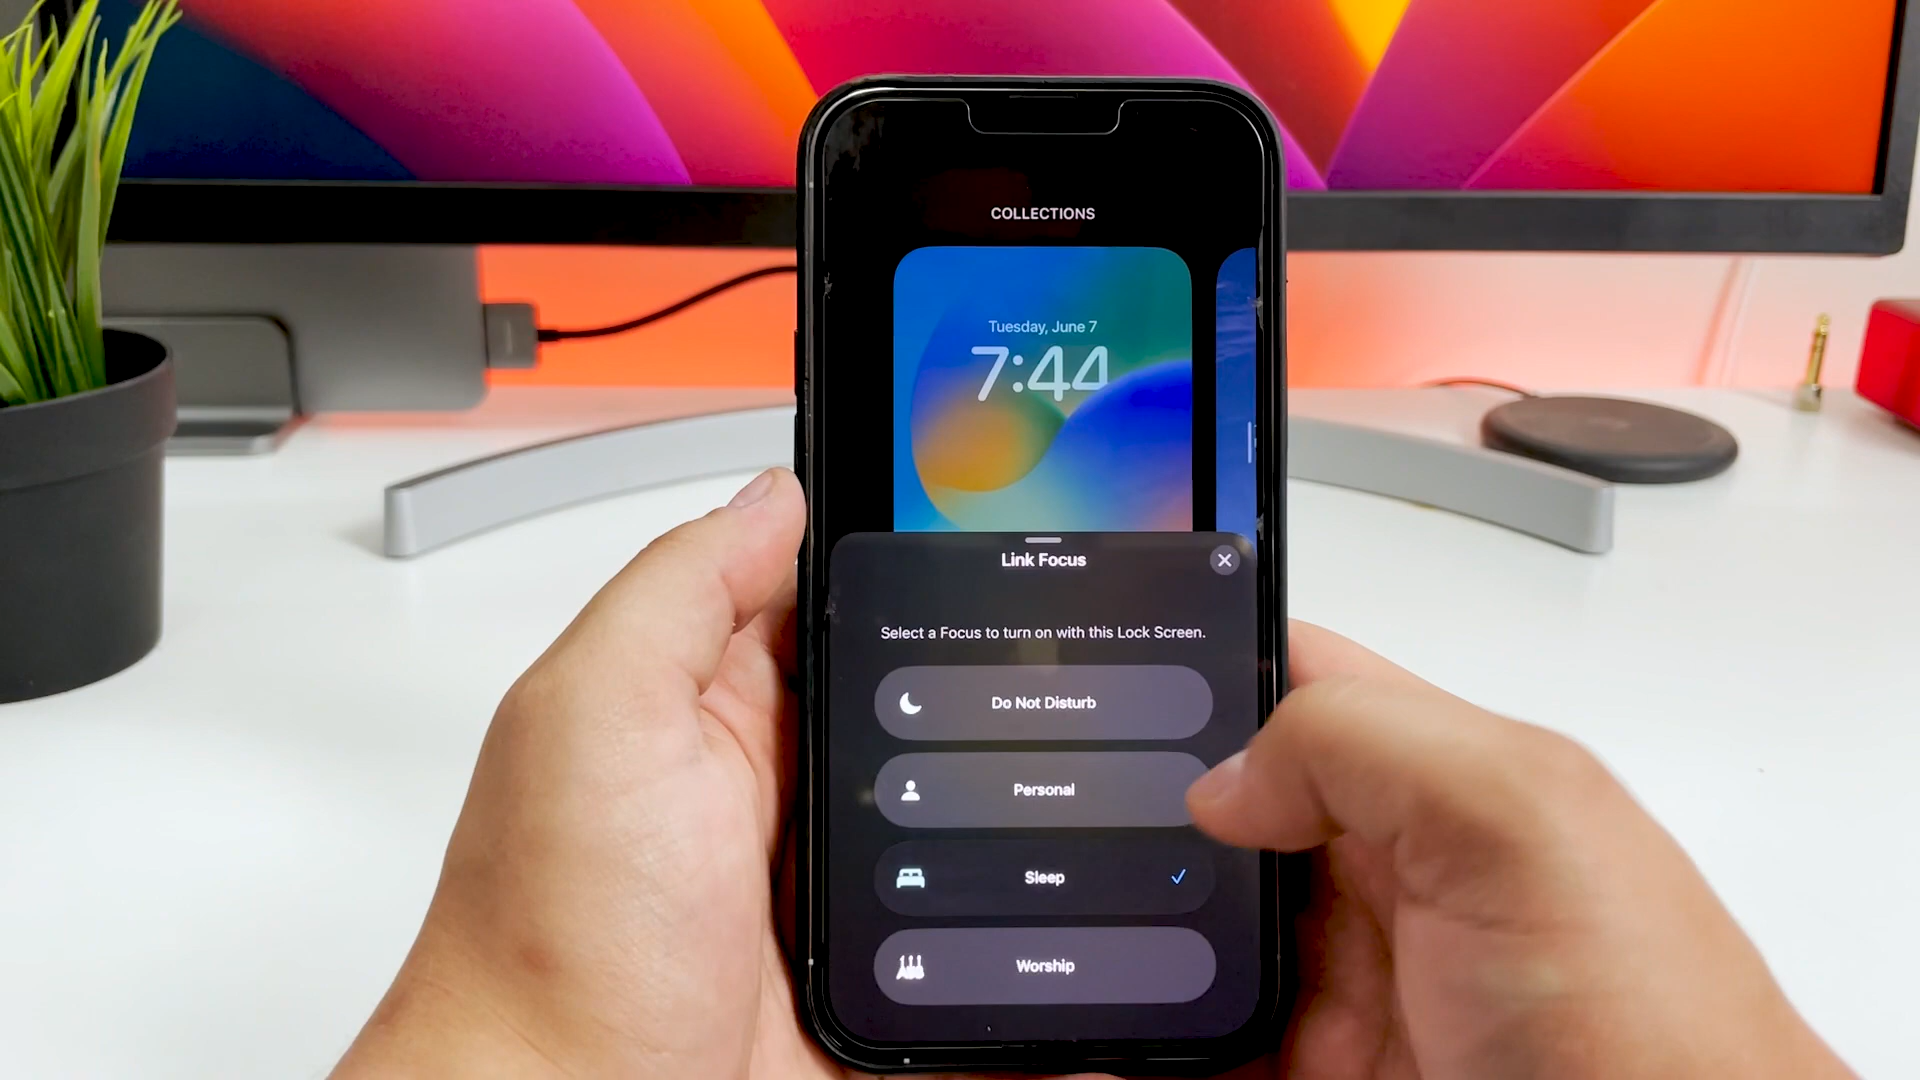 COLLECTIONS
Tuesday, June 7
7:44
Link Focus
Select a Focus to turn on with this Lock Screen.
Do Not Disturb
Personal
Sleep
Worship